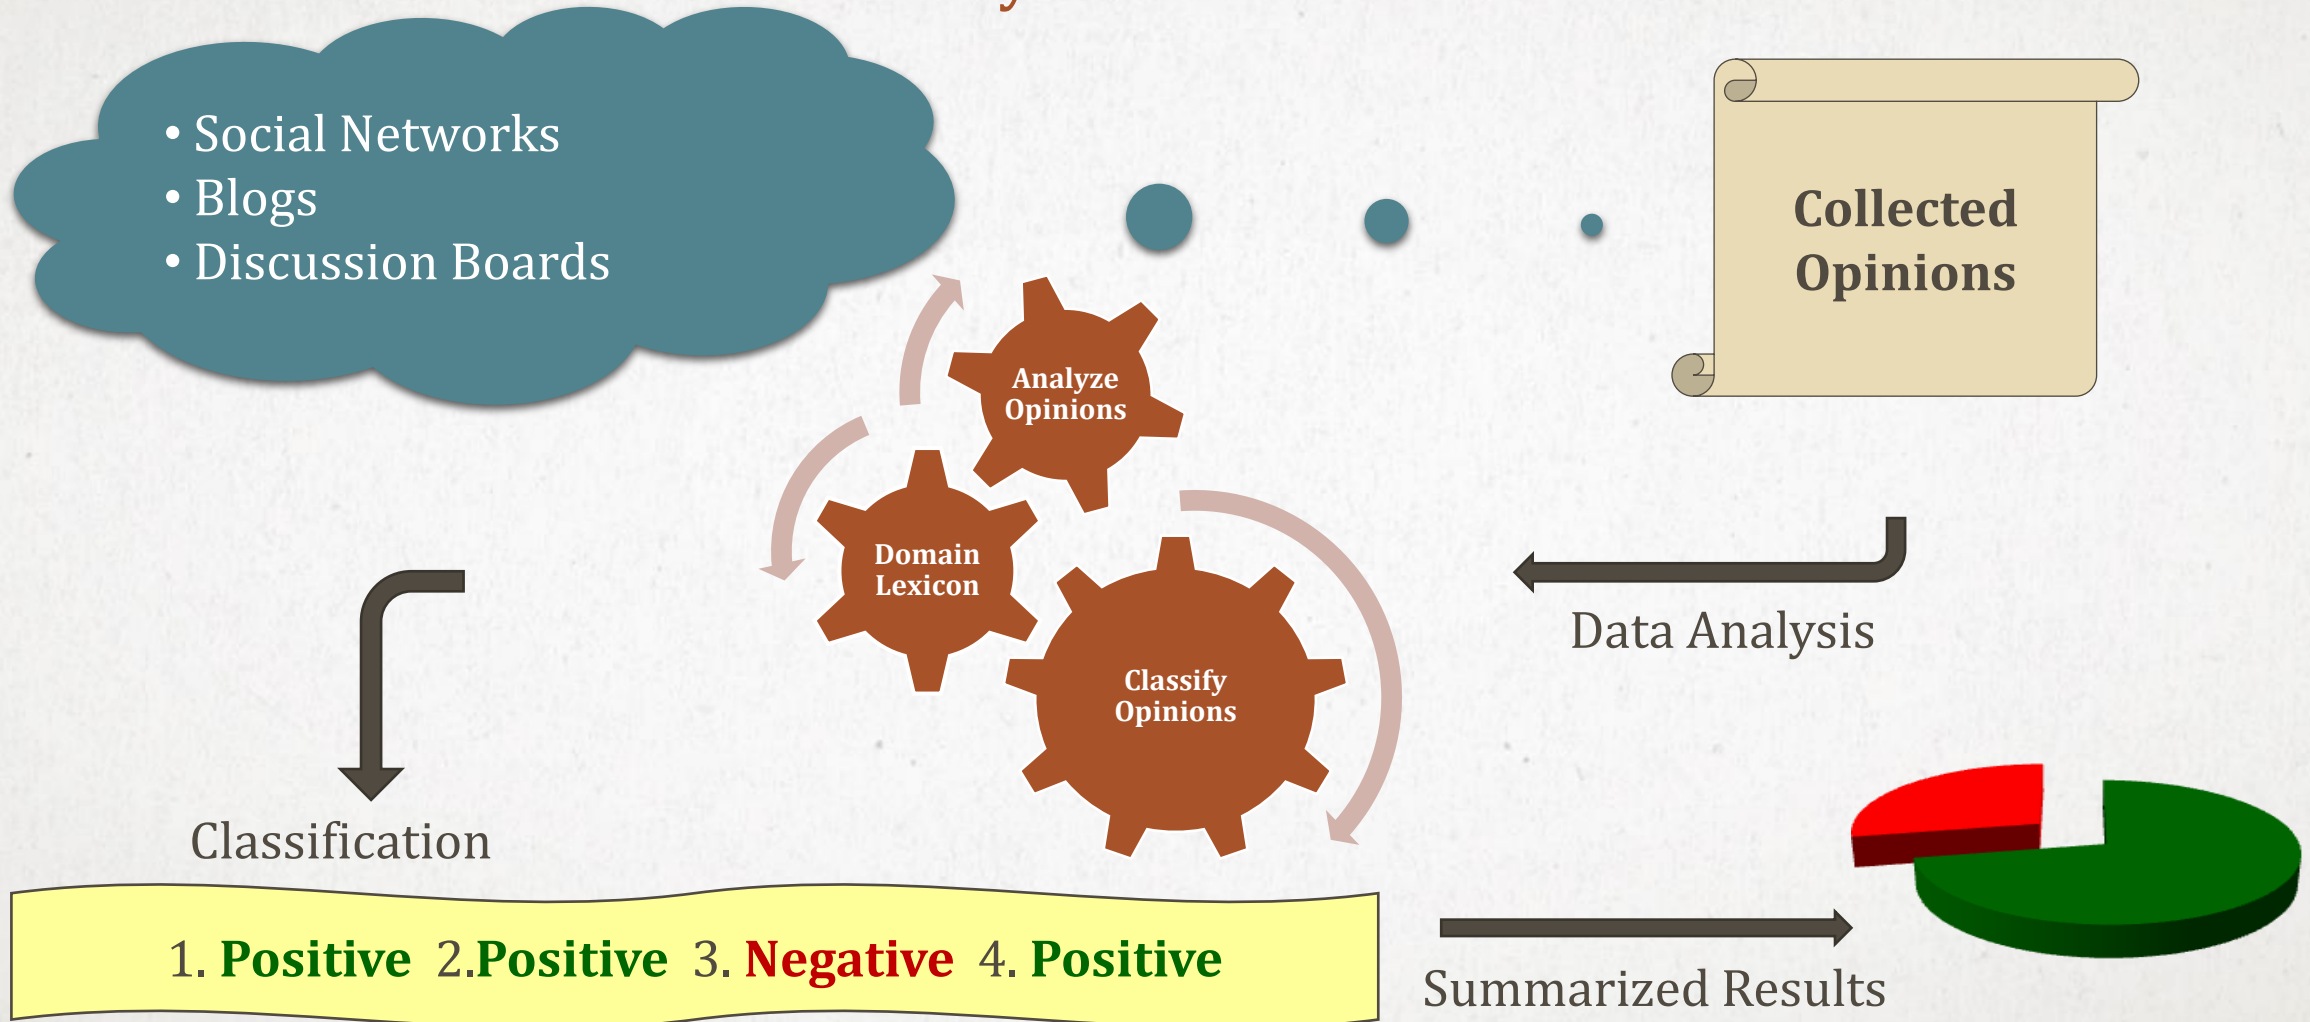 • Social Networks
• Blogs
• Discussion Boards
Collected
Opinions
Analyze
Opinions
Domain
Lexicon
Classify
Opinions
Data Analysis
Classification
1. Positive 2.Positive 3. Negative 4. Positive
Summarized Results